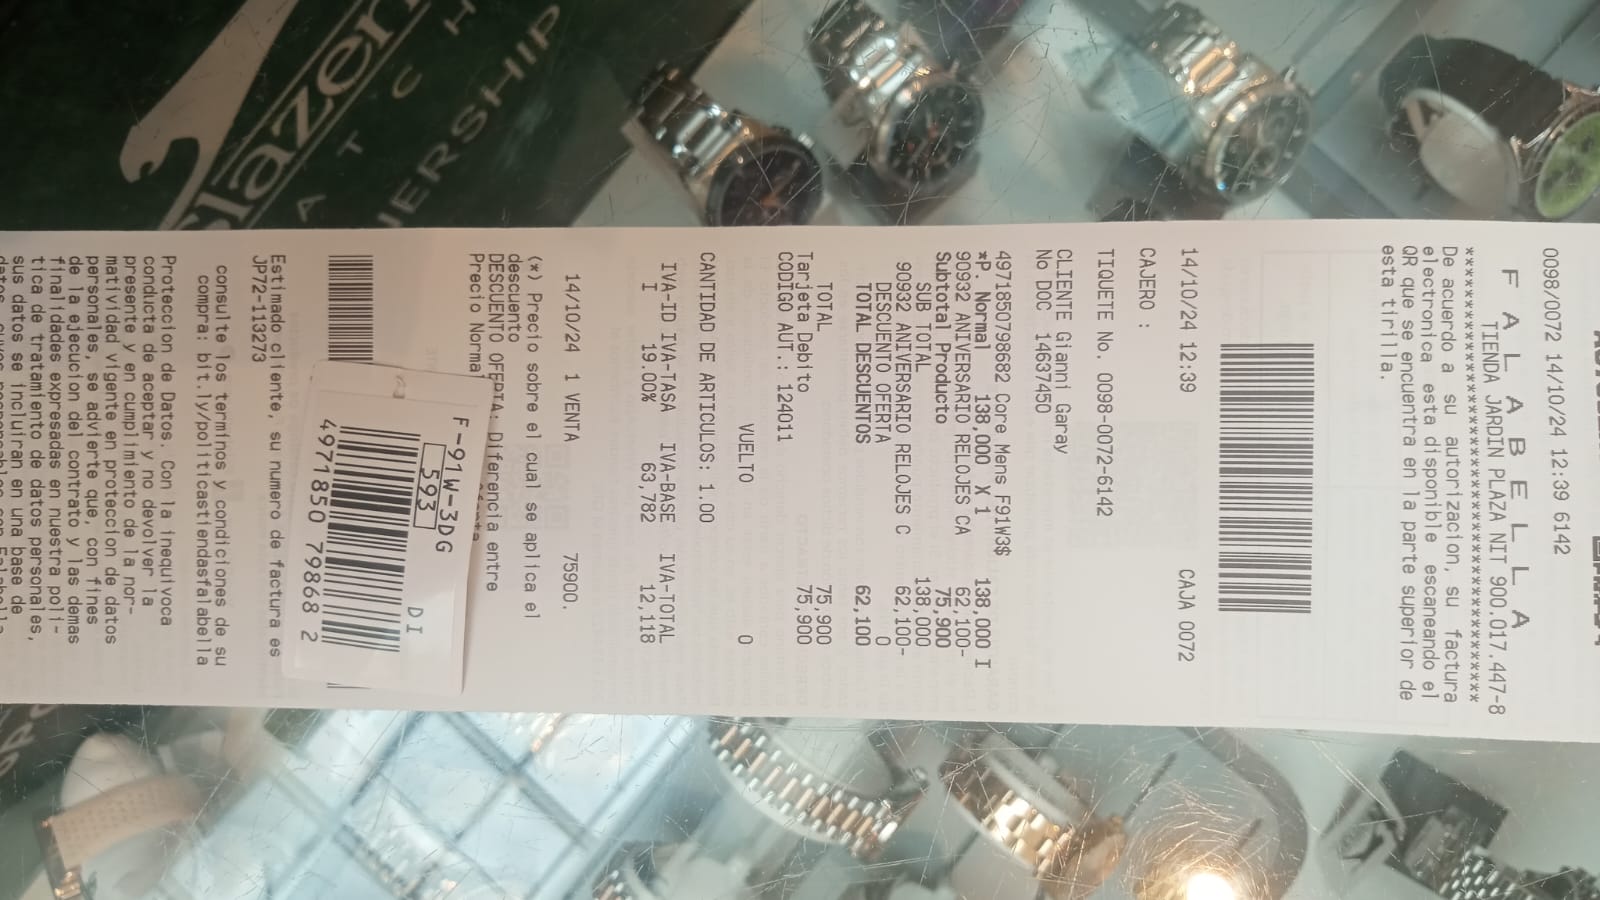 0098/0072 14/10/24 12:39 6142
F A L A B E L L A
TIENDA JARDIN PLAZA NIT 900.017.447-8
De acuerdo a su autorizacion, su factura
electronica esta disponible escaneando el
QR que se encuentra en la parte superior de
esta tirilla.
14/10/24 12:39 CAJA 0072
CAJERO :
TIQUETE No. 0098-0072-6142
CLIENTE Gianni Garay
No DOC 14637450
4971850798682 Core Mens F91W3$ 138,000 I
*P. Normal 138,000 X 1
90932 ANIVERSARIO RELOJES CA 62,100-
Subtotal Producto 75,900
SUB TOTAL 138,000
90932 ANIVERSARIO RELOJES C 62,100-
DESCUENTO OFERTA 0
TOTAL DESCUENTOS 62,100
TOTAL 75,900
Tarjeta Debito 75,900
CODIGO AUT.: 124011
VUELTO 0
CANTIDAD DE ARTICULOS: 1.00
IVA-ID IVA-TASA IVA-BASE IVA-TOTAL
I 19.00% 63,782 12,118
14/10/24 1 VENTA 75900.
(*) Precio sobre el cual se aplica el
descuento
DESCUENTO OFERTA: Diferencia entre
Precio Normal
F-91W-3DG
593
DI
4971850 79868 2
Estimado cliente, su numero de factura es
JP72-113273
consulte los terminos y condiciones de su
compra: bit.ly/politicastiendasfalabella
Proteccion de Datos. Con la inequivoca
conducta de aceptar y no devolver la
presente y en cumplimiento de la nor-
matividad vigente en proteccion de datos
personales, se advierte que, con fines
de la ejecucion del contrato y las demas
finalidades expresadas en nuestra poli-
tica de tratamiento de datos personales,
sus datos se incluiran en una base de
Slazen